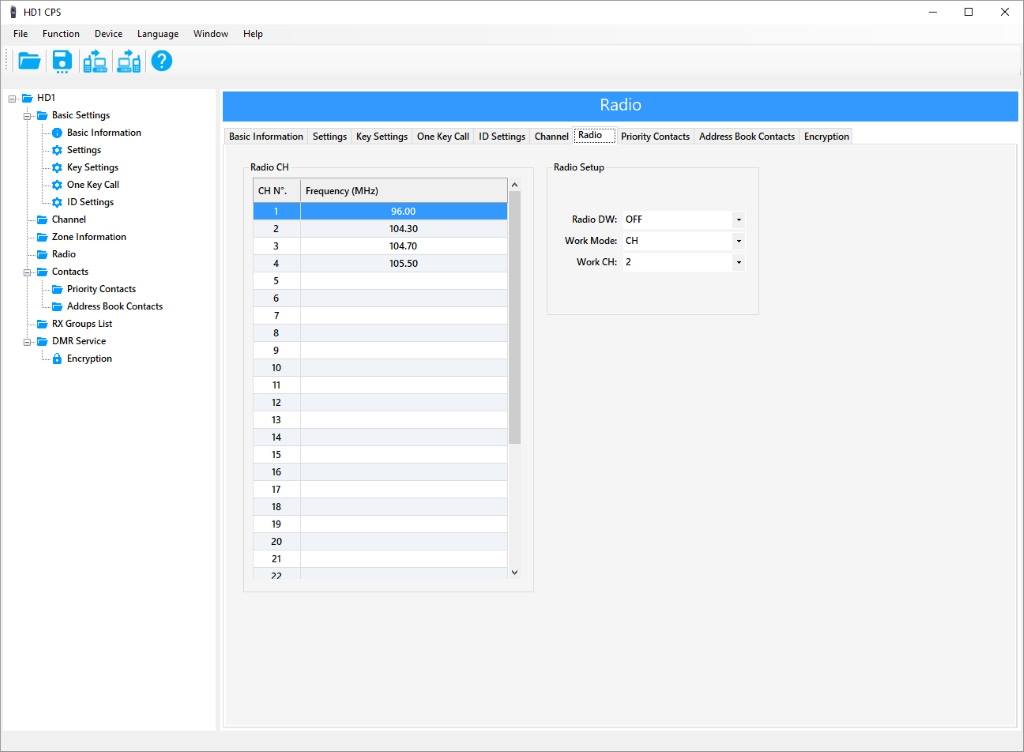 HD1 CPS
File Function Device Language Window Help
?
HD1
Basic Settings
Basic Information
Settings
Key Settings
One Key Call
ID Settings
Channel
Zone Information
Radio
Contacts
Priority Contacts
Address Book Contacts
RX Groups List
DMR Service
Encryption
Radio
Basic Information Settings Key Settings One Key Call ID Settings Channel Radio Priority Contacts Address Book Contacts Encryption
Radio CH
CH N°. Frequency (MHz)
1 96.00
2 104.30
3 104.70
4 105.50
5
6
7
8
9
10
11
12
13
14
15
16
17
18
19
20
21
22
Radio Setup
Radio DW: OFF
Work Mode: CH
Work CH: 2